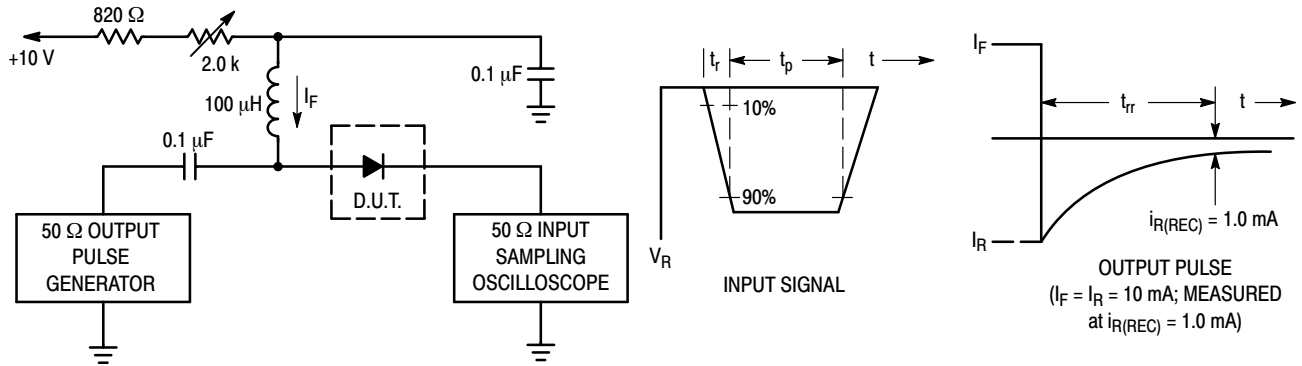 820 Ω
+10 V
2.0 k
100 μH
I_F
0.1 μF
0.1 μF
D.U.T.
50 Ω OUTPUT
PULSE
GENERATOR
50 Ω INPUT
SAMPLING
OSCILLOSCOPE
t_r
t_p
t
10%
90%
V_R
INPUT SIGNAL
I_F
t_rr
t
I_R
i_R(REC) = 1.0 mA
OUTPUT PULSE
(I_F = I_R = 10 mA; MEASURED
at i_R(REC) = 1.0 mA)